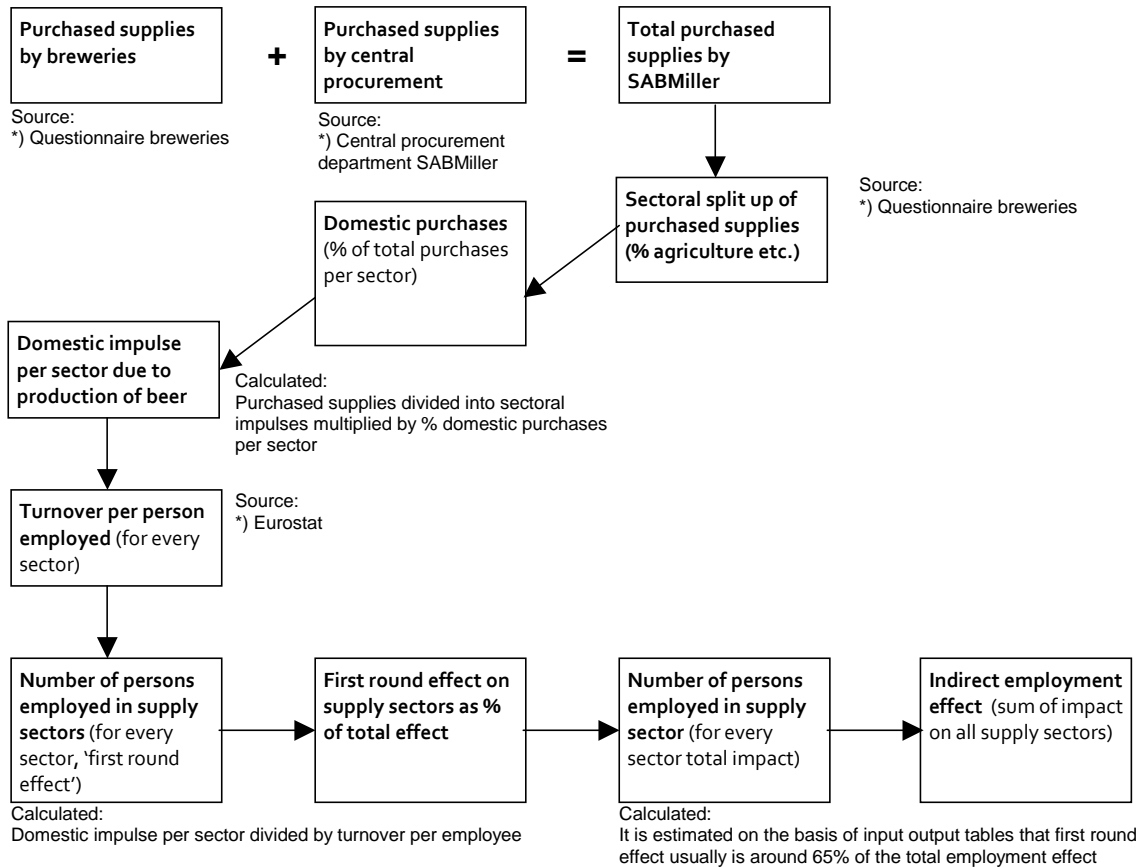 Purchased supplies
by breweries
+
Purchased supplies
by central
procurement
=
Total purchased
supplies by
SABMiller
Source:
*) Questionnaire breweries
Source:
*) Central procurement
department SABMiller
Sectoral split up of
purchased supplies
(% agriculture etc.)
Source:
*) Questionnaire breweries
Domestic purchases
(% of total purchases
per sector)
Domestic impulse
per sector due to
production of beer
Calculated:
Purchased supplies divided into sectoral
impulses multiplied by % domestic purchases
per sector
Turnover per person
employed (for every
sector)
Source:
*) Eurostat
Number of persons
employed in supply
sectors (for every
sector, ‘first round
effect’)
Calculated:
Domestic impulse per sector divided by turnover per employee
First round effect on
supply sectors as %
of total effect
Number of persons
employed in supply
sector (for every
sector total impact)
Calculated:
It is estimated on the basis of input output tables that first round
effect usually is around 65% of the total employment effect
Indirect employment
effect (sum of impact
on all supply sectors)